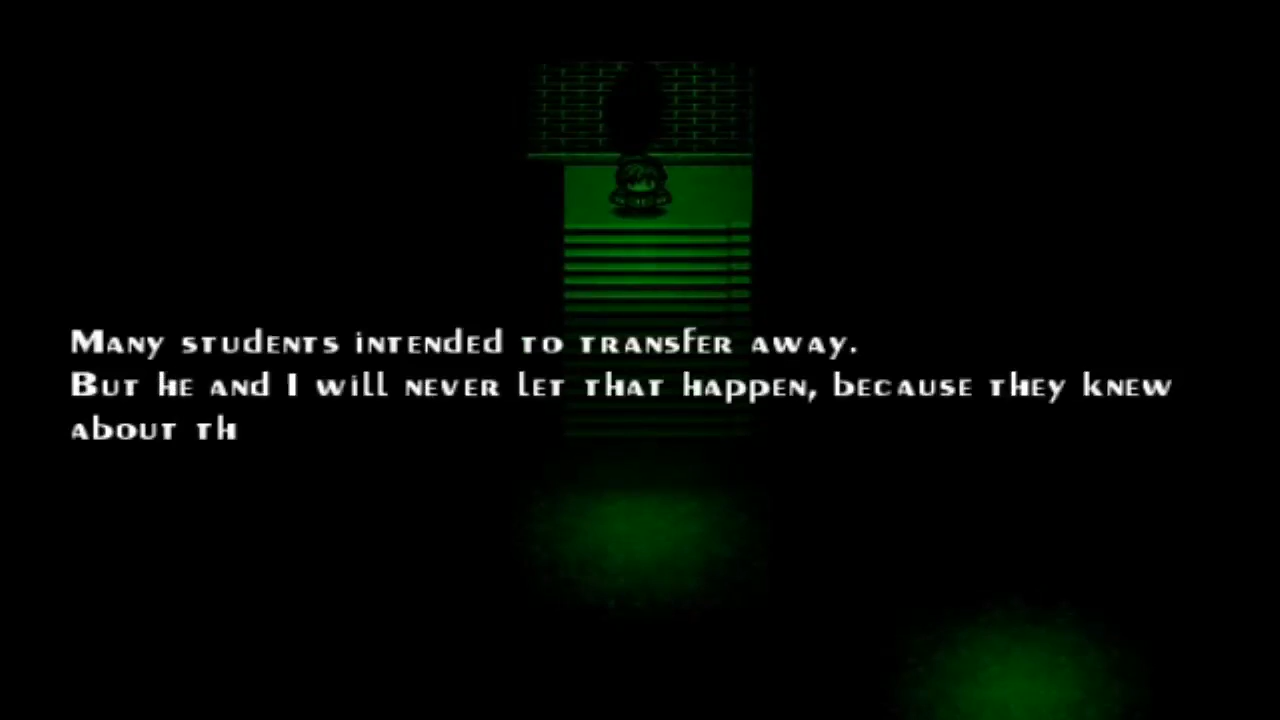 Many students intended to transfer away.
But he and I will never let that happen, because they knew
about th